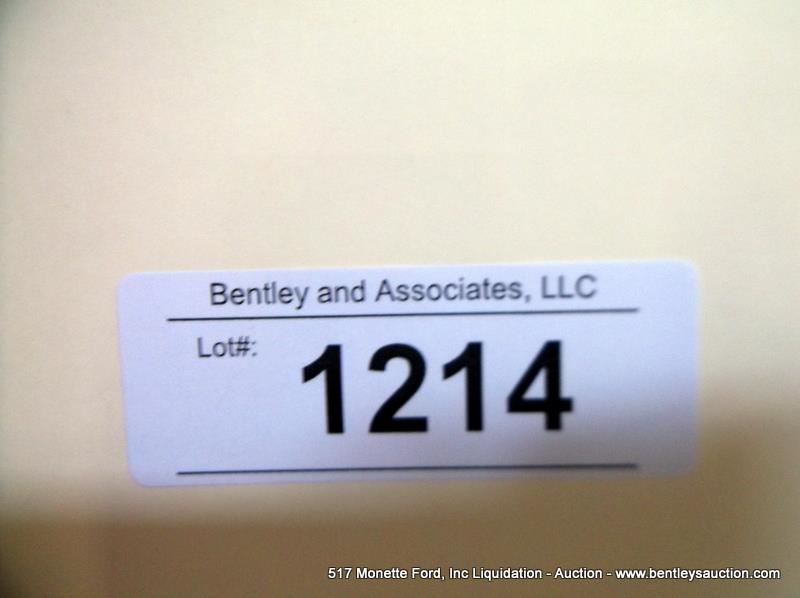 Bentley and Associates, LLC
Lot#: 1214
517 Monette Ford, Inc Liquidation - Auction - www.bentleysauction.com